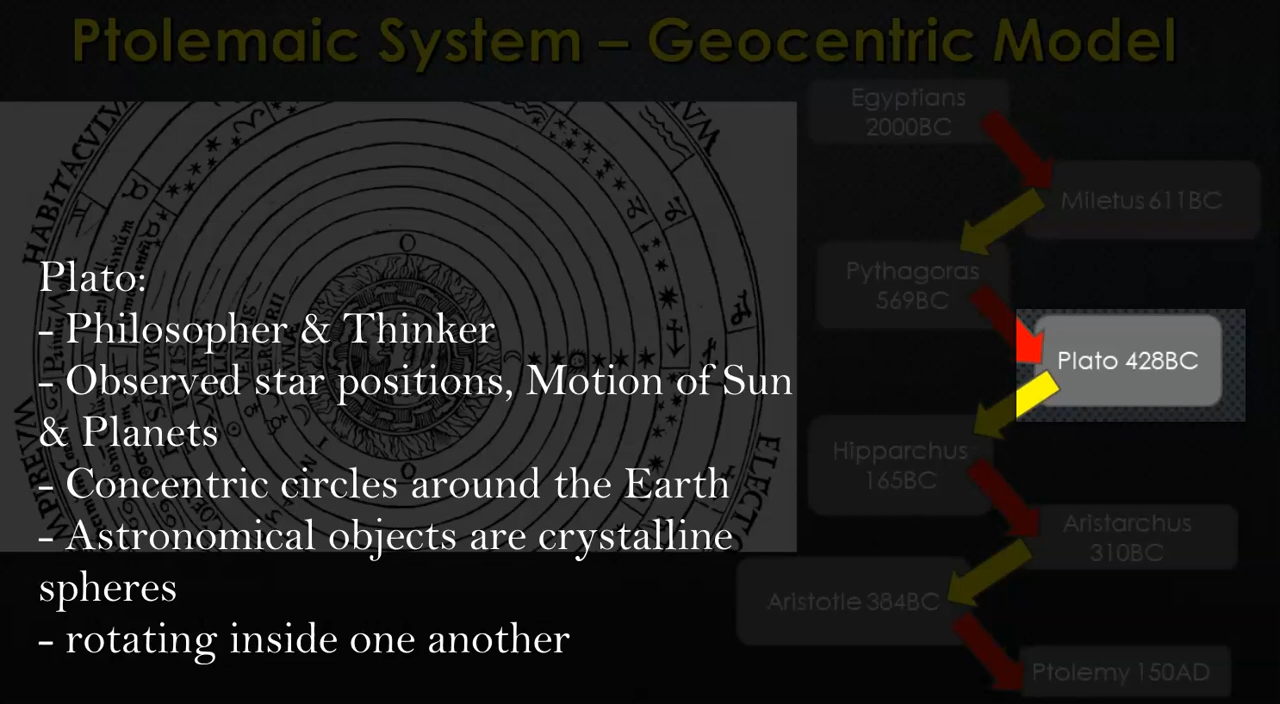 Ptolemaic System – Geocentric Model
Egyptians
2000BC
Miletus 611BC
Pythagoras
569BC
Plato 428BC
Hipparchus
165BC
Aristarchus
310BC
Aristotle 384BC
Ptolemy 150AD
HABITACVLVM
Plato:
- Philosopher & Thinker
- Observed star positions, Motion of Sun
& Planets
- Concentric circles around the Earth
- Astronomical objects are crystalline
spheres
- rotating inside one another